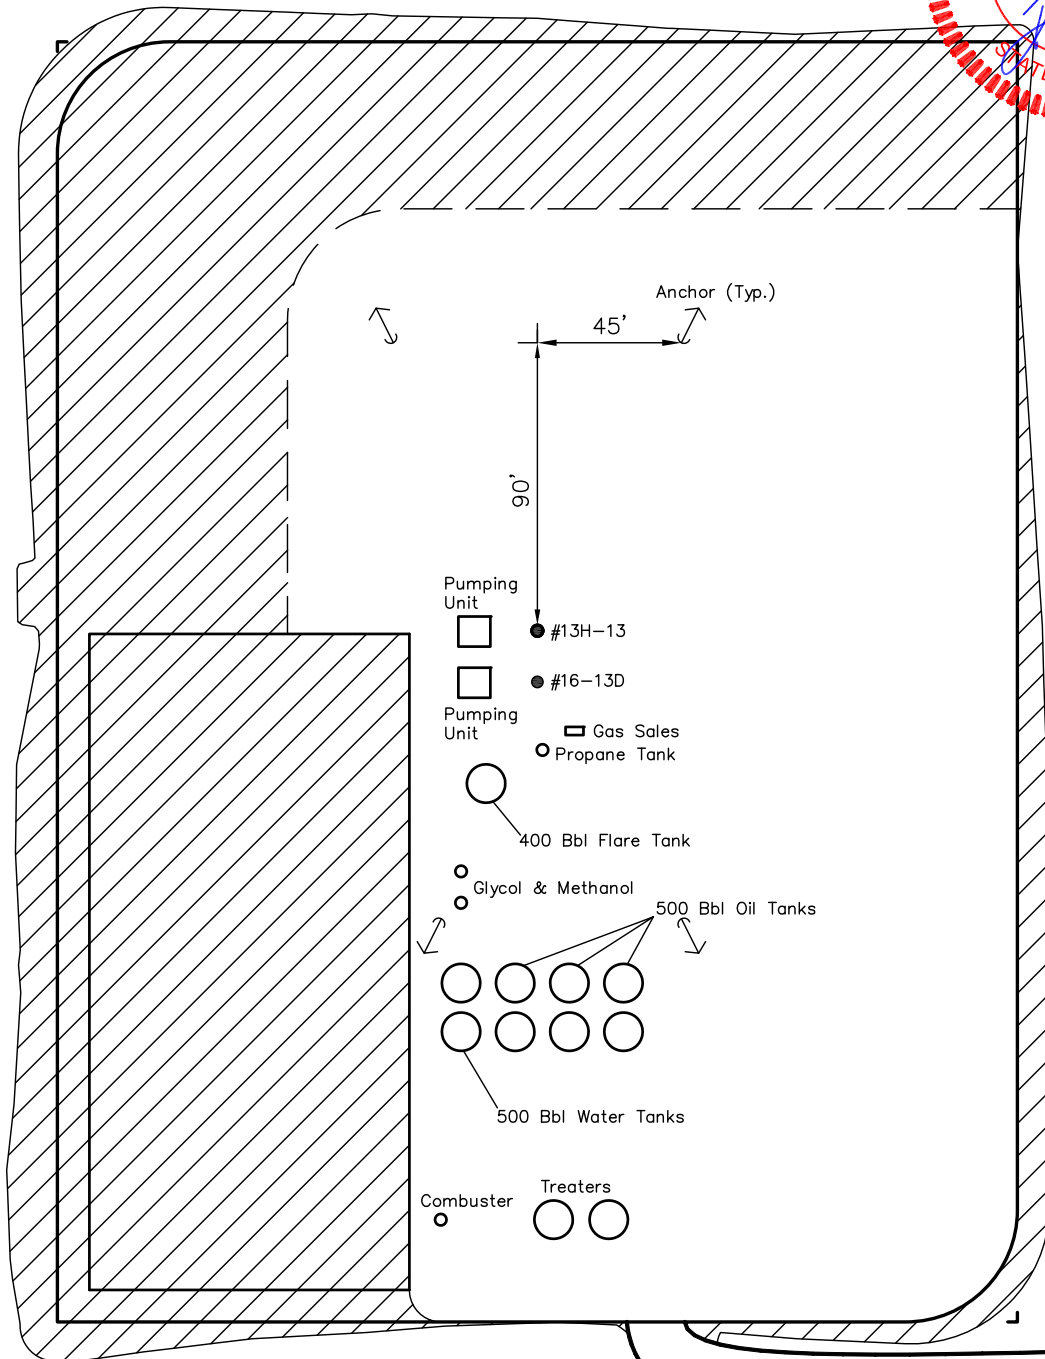 STATE
Anchor (Typ.)
45'
90'
Pumping
Unit
#13H-13
#16-13D
Pumping
Unit
Gas Sales
Propane Tank
400 Bbl Flare Tank
Glycol & Methanol
500 Bbl Oil Tanks
500 Bbl Water Tanks
Treaters
Combuster